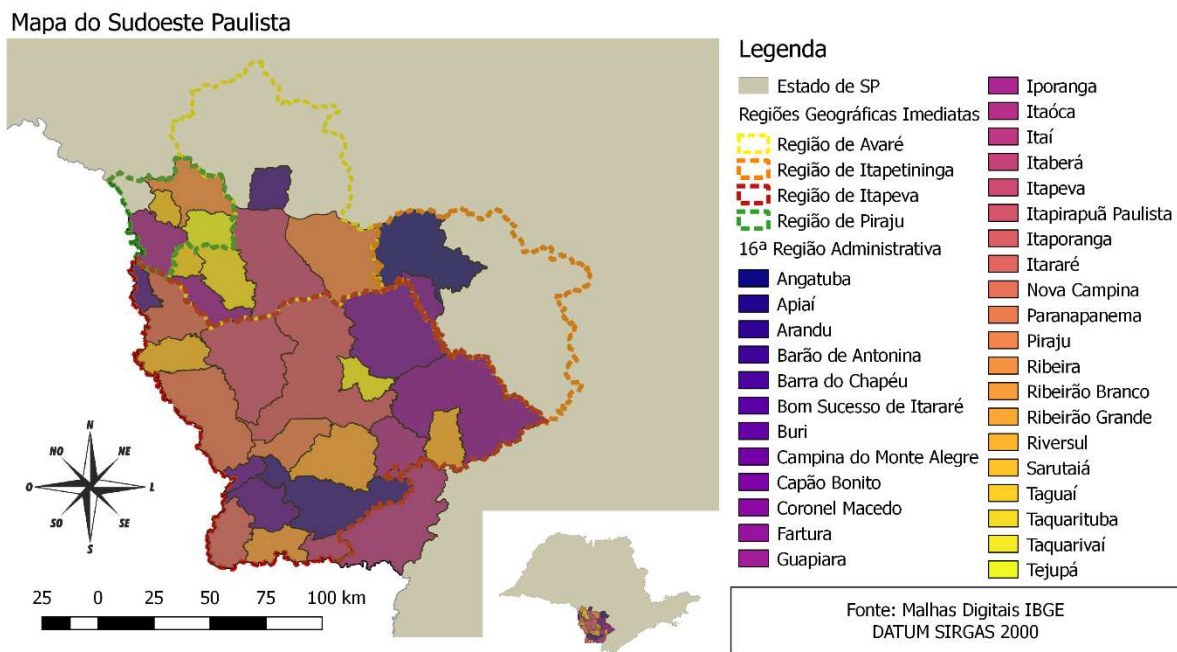 Mapa do Sudoeste Paulista
N
NO
NE
O
L
SO
SE
S
25 0 25 50 75 100 km
Legenda
Estado de SP
Regiões Geográficas Imediatas
Região de Avaré
Região de Itapetininga
Região de Itapeva
Região de Piraju
16ª Região Administrativa
Angatuba
Apiaí
Arandu
Barão de Antonina
Barra do Chapéu
Bom Sucesso de Itararé
Buri
Campina do Monte Alegre
Capão Bonito
Coronel Macedo
Fartura
Guapiara
Iporanga
Itaóca
Itaí
Itaberá
Itapeva
Itapirapuã Paulista
Itaporanga
Itararé
Nova Campina
Paranapanema
Piraju
Ribeira
Ribeirão Branco
Ribeirão Grande
Riversul
Sarutaiá
Taguaí
Taquarituba
Taquarivaí
Tejupá
Fonte: Malhas Digitais IBGE
DATUM SIRGAS 2000